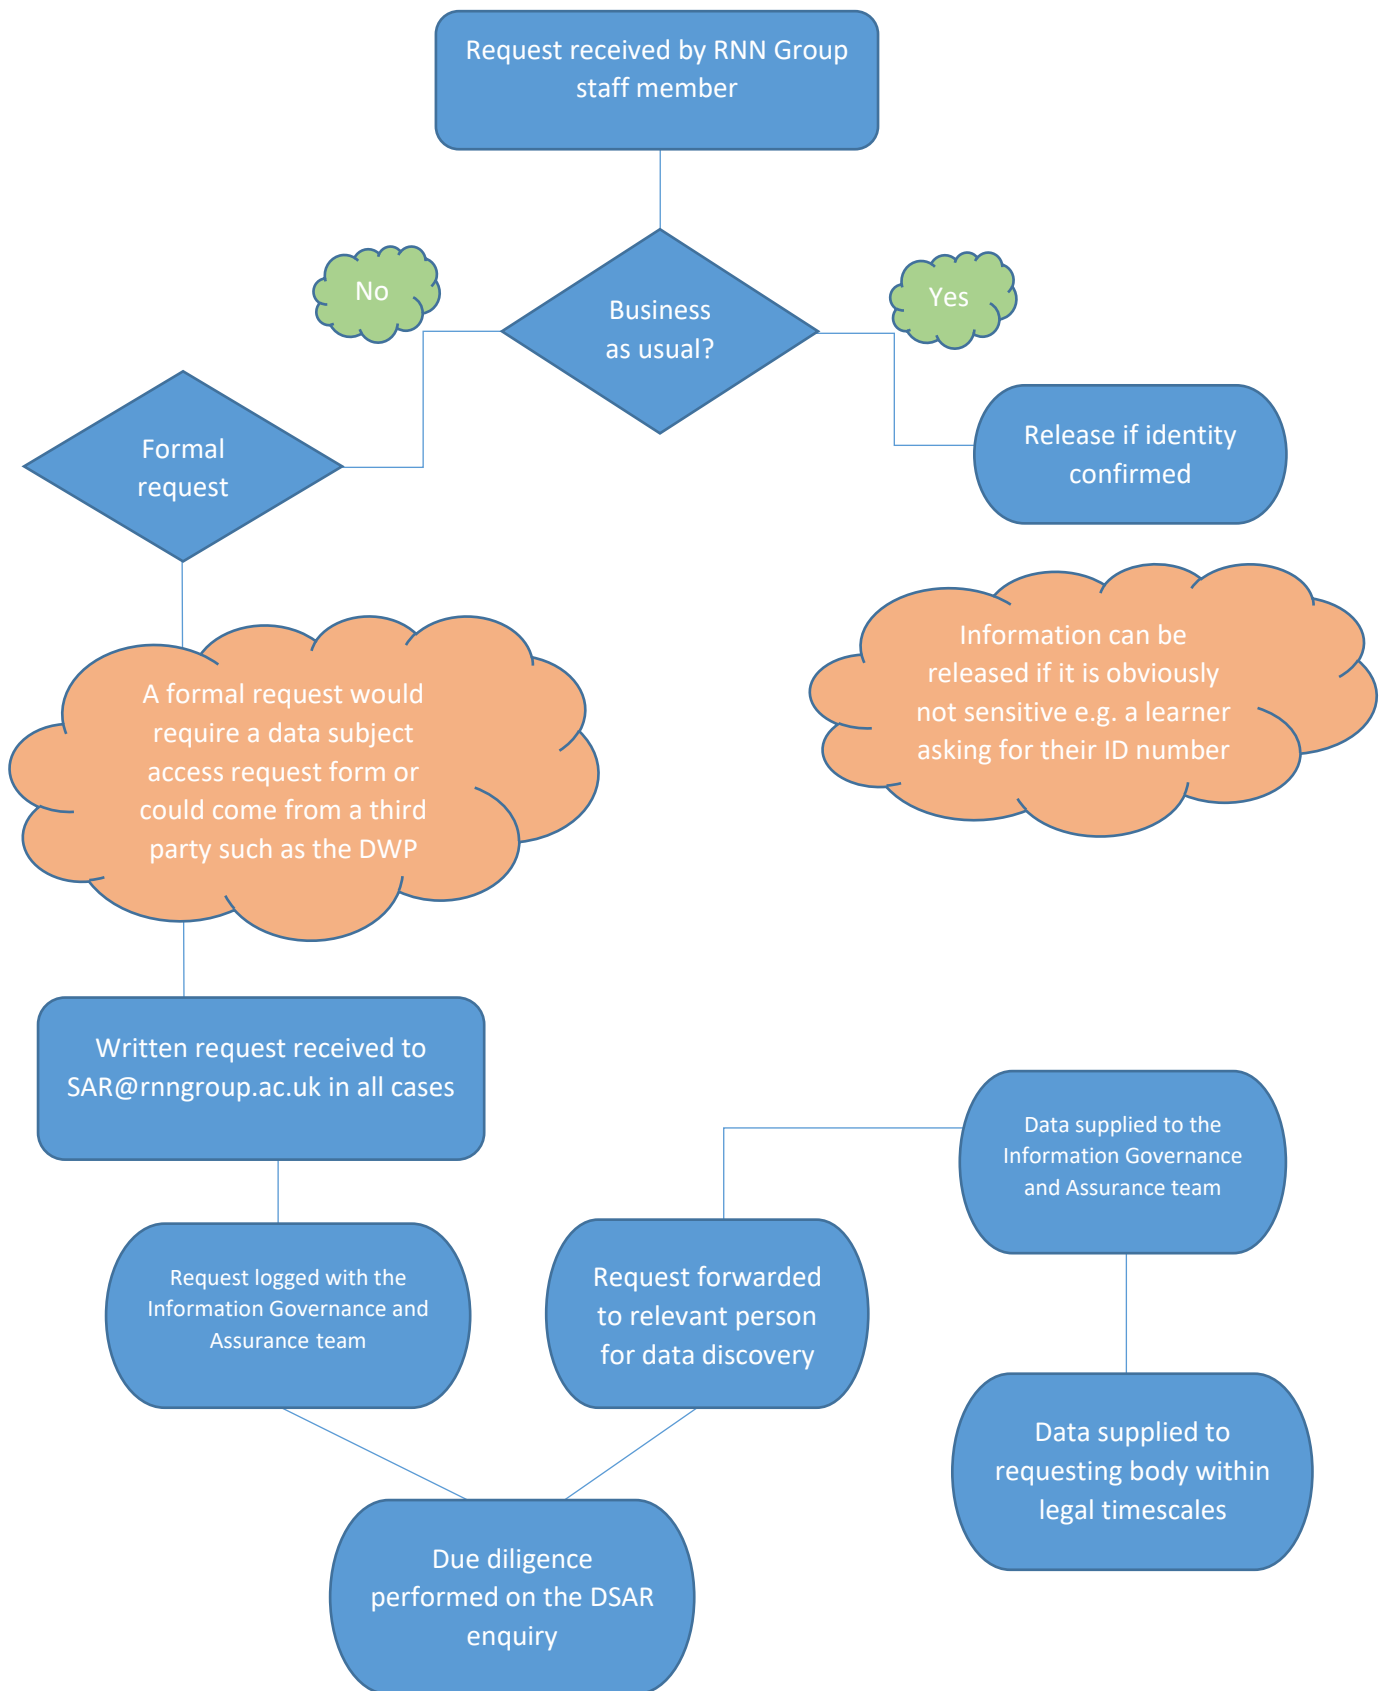 Request received by RNN Group
staff member
No
Yes
Business
as usual?
Formal
request
Release if identity
confirmed
A formal request would
require a data subject
access request form or
could come from a third
party such as the DWP
Information can be
released if it is obviously
not sensitive e.g. a learner
asking for their ID number
Written request received to
SAR@rnngroup.ac.uk in all cases
Request logged with the
Information Governance and
Assurance team
Due diligence
performed on the DSAR
enquiry
Request forwarded
to relevant person
for data discovery
Data supplied to the
Information Governance
and Assurance team
Data supplied to
requesting body within
legal timescales